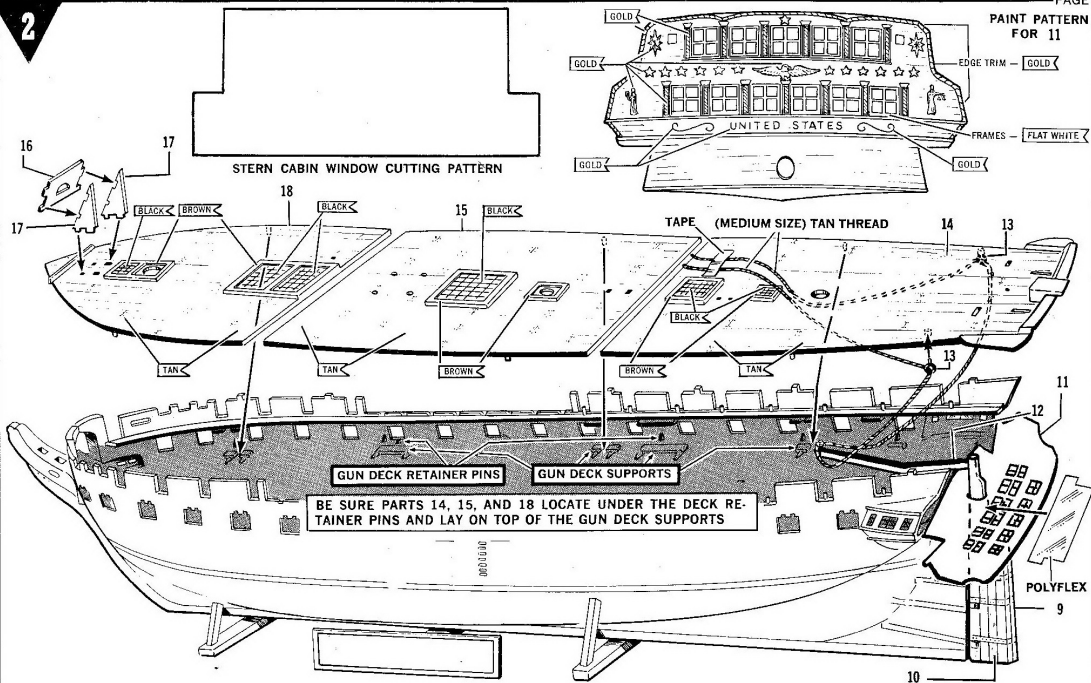 2
PAGE
PAINT PATTERN
FOR 11
GOLD
GOLD
EDGE TRIM – GOLD
UNITED STATES
FRAMES – FLAT WHITE
GOLD
GOLD
STERN CABIN WINDOW CUTTING PATTERN
16
17
17
BLACK
BROWN
18
BLACK
15
BLACK
TAPE
(MEDIUM SIZE) TAN THREAD
14
13
BLACK
TAN
TAN
BROWN
BROWN
TAN
13
11
12
GUN DECK RETAINER PINS
GUN DECK SUPPORTS
BE SURE PARTS 14, 15, AND 18 LOCATE UNDER THE DECK RE-
TAINER PINS AND LAY ON TOP OF THE GUN DECK SUPPORTS
POLYFLEX
9
10